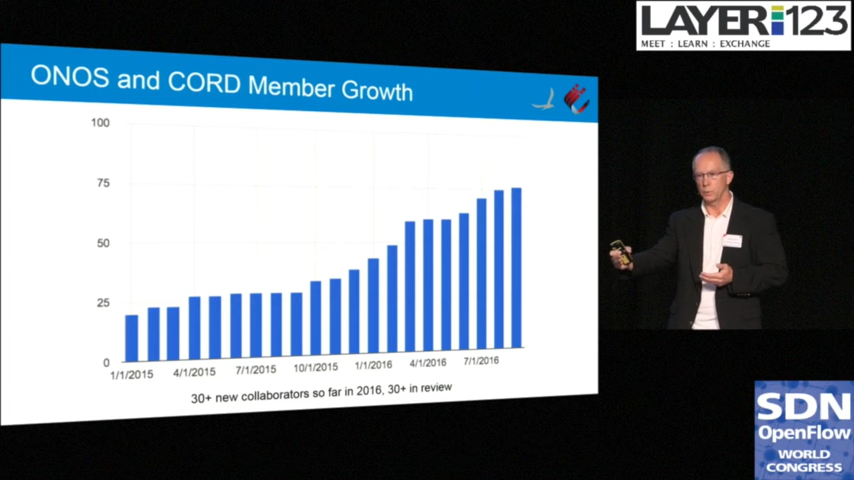 LAYER123
MEET : LEARN : EXCHANGE
ONOS and CORD Member Growth
100
75
50
25
0
1/1/2015 4/1/2015 7/1/2015 10/1/2015 1/1/2016 4/1/2016 7/1/2016
30+ new collaborators so far in 2016, 30+ in review
SDN
OpenFlow
WORLD
CONGRESS